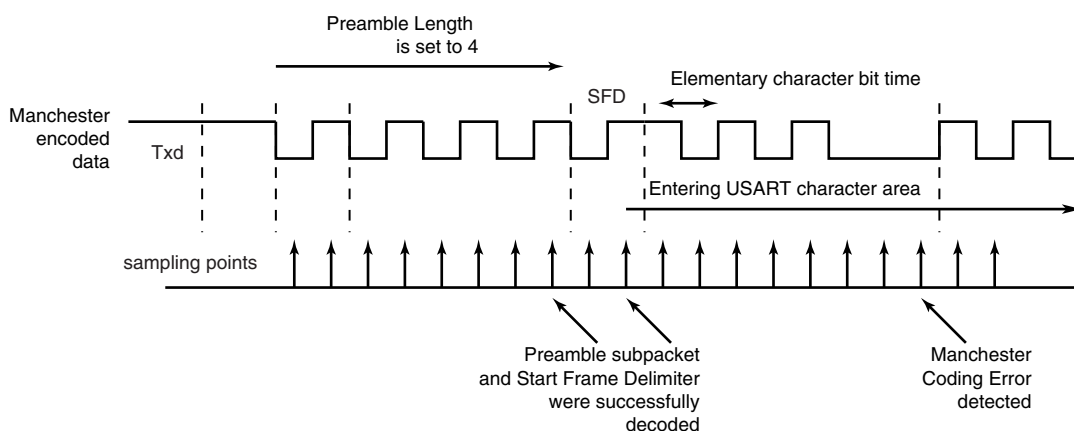 Preamble Length
is set to 4
Elementary character bit time
SFD
Manchester
encoded
data
Txd
Entering USART character area
sampling points
Preamble subpacket
and Start Frame Delimiter
were successfully
decoded
Manchester
Coding Error
detected